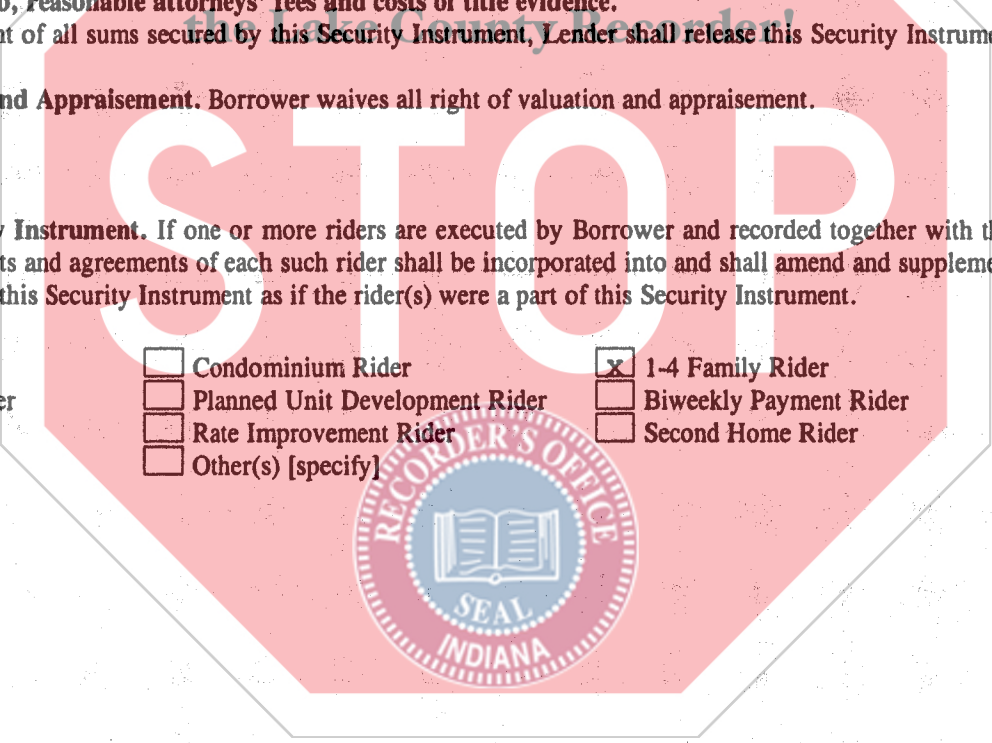 o, reasonable attorneys' fees and costs of title evidence.
the Lake County Recorder!
nt of all sums secured by this Security Instrument, Lender shall release this Security Instrume
nd Appraisement. Borrower waives all right of valuation and appraisement.
y Instrument. If one or more riders are executed by Borrower and recorded together with th
ts and agreements of each such rider shall be incorporated into and shall amend and suppleme
this Security Instrument as if the rider(s) were a part of this Security Instrument.
Condominium Rider x 1-4 Family Rider
er Planned Unit Development Rider Biweekly Payment Rider
Rate Improvement Rider Second Home Rider
Other(s) [specify]
STOP
RECORDER'S OFFICE
SEAL
INDIANA